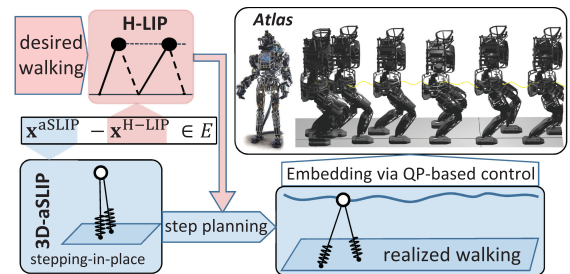 desired
walking
H-LIP
Atlas
x^aSLIP − x^H−LIP ∈ E
Embedding via QP-based control
3D-aSLIP
stepping-in-place
step planning
realized walking